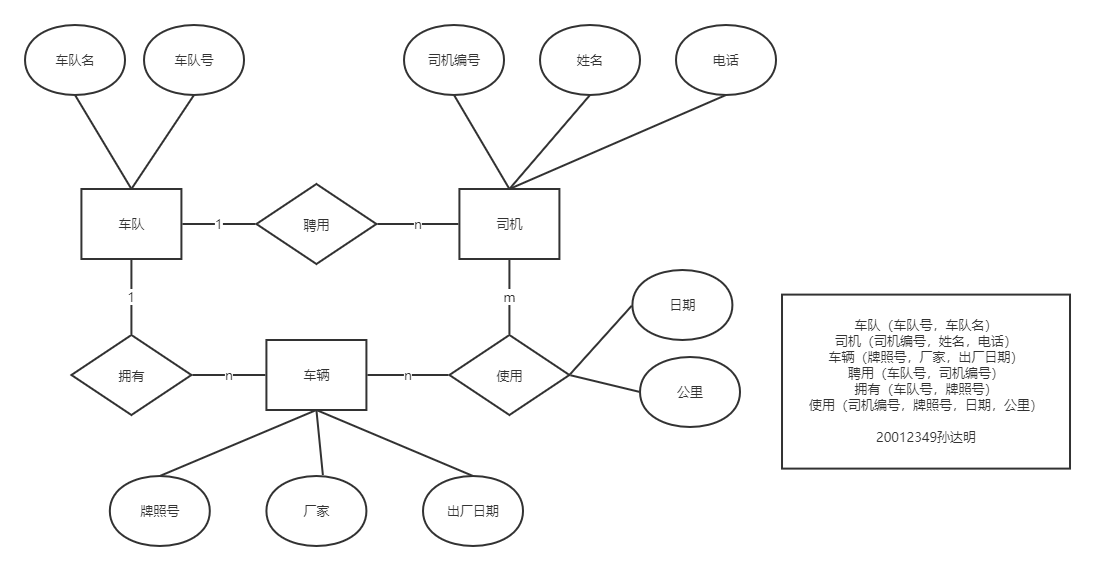 车队名
车队号
司机编号
姓名
电话
车队
1
聘用
n
司机
1
m
日期
拥有
n
车辆
n
使用
公里
牌照号
厂家
出厂日期
车队（车队号，车队名）
司机（司机编号，姓名，电话）
车辆（牌照号，厂家，出厂日期）
聘用（车队号，司机编号）
拥有（车队号，牌照号）
使用（司机编号，牌照号，日期，公里）
20012349孙达明